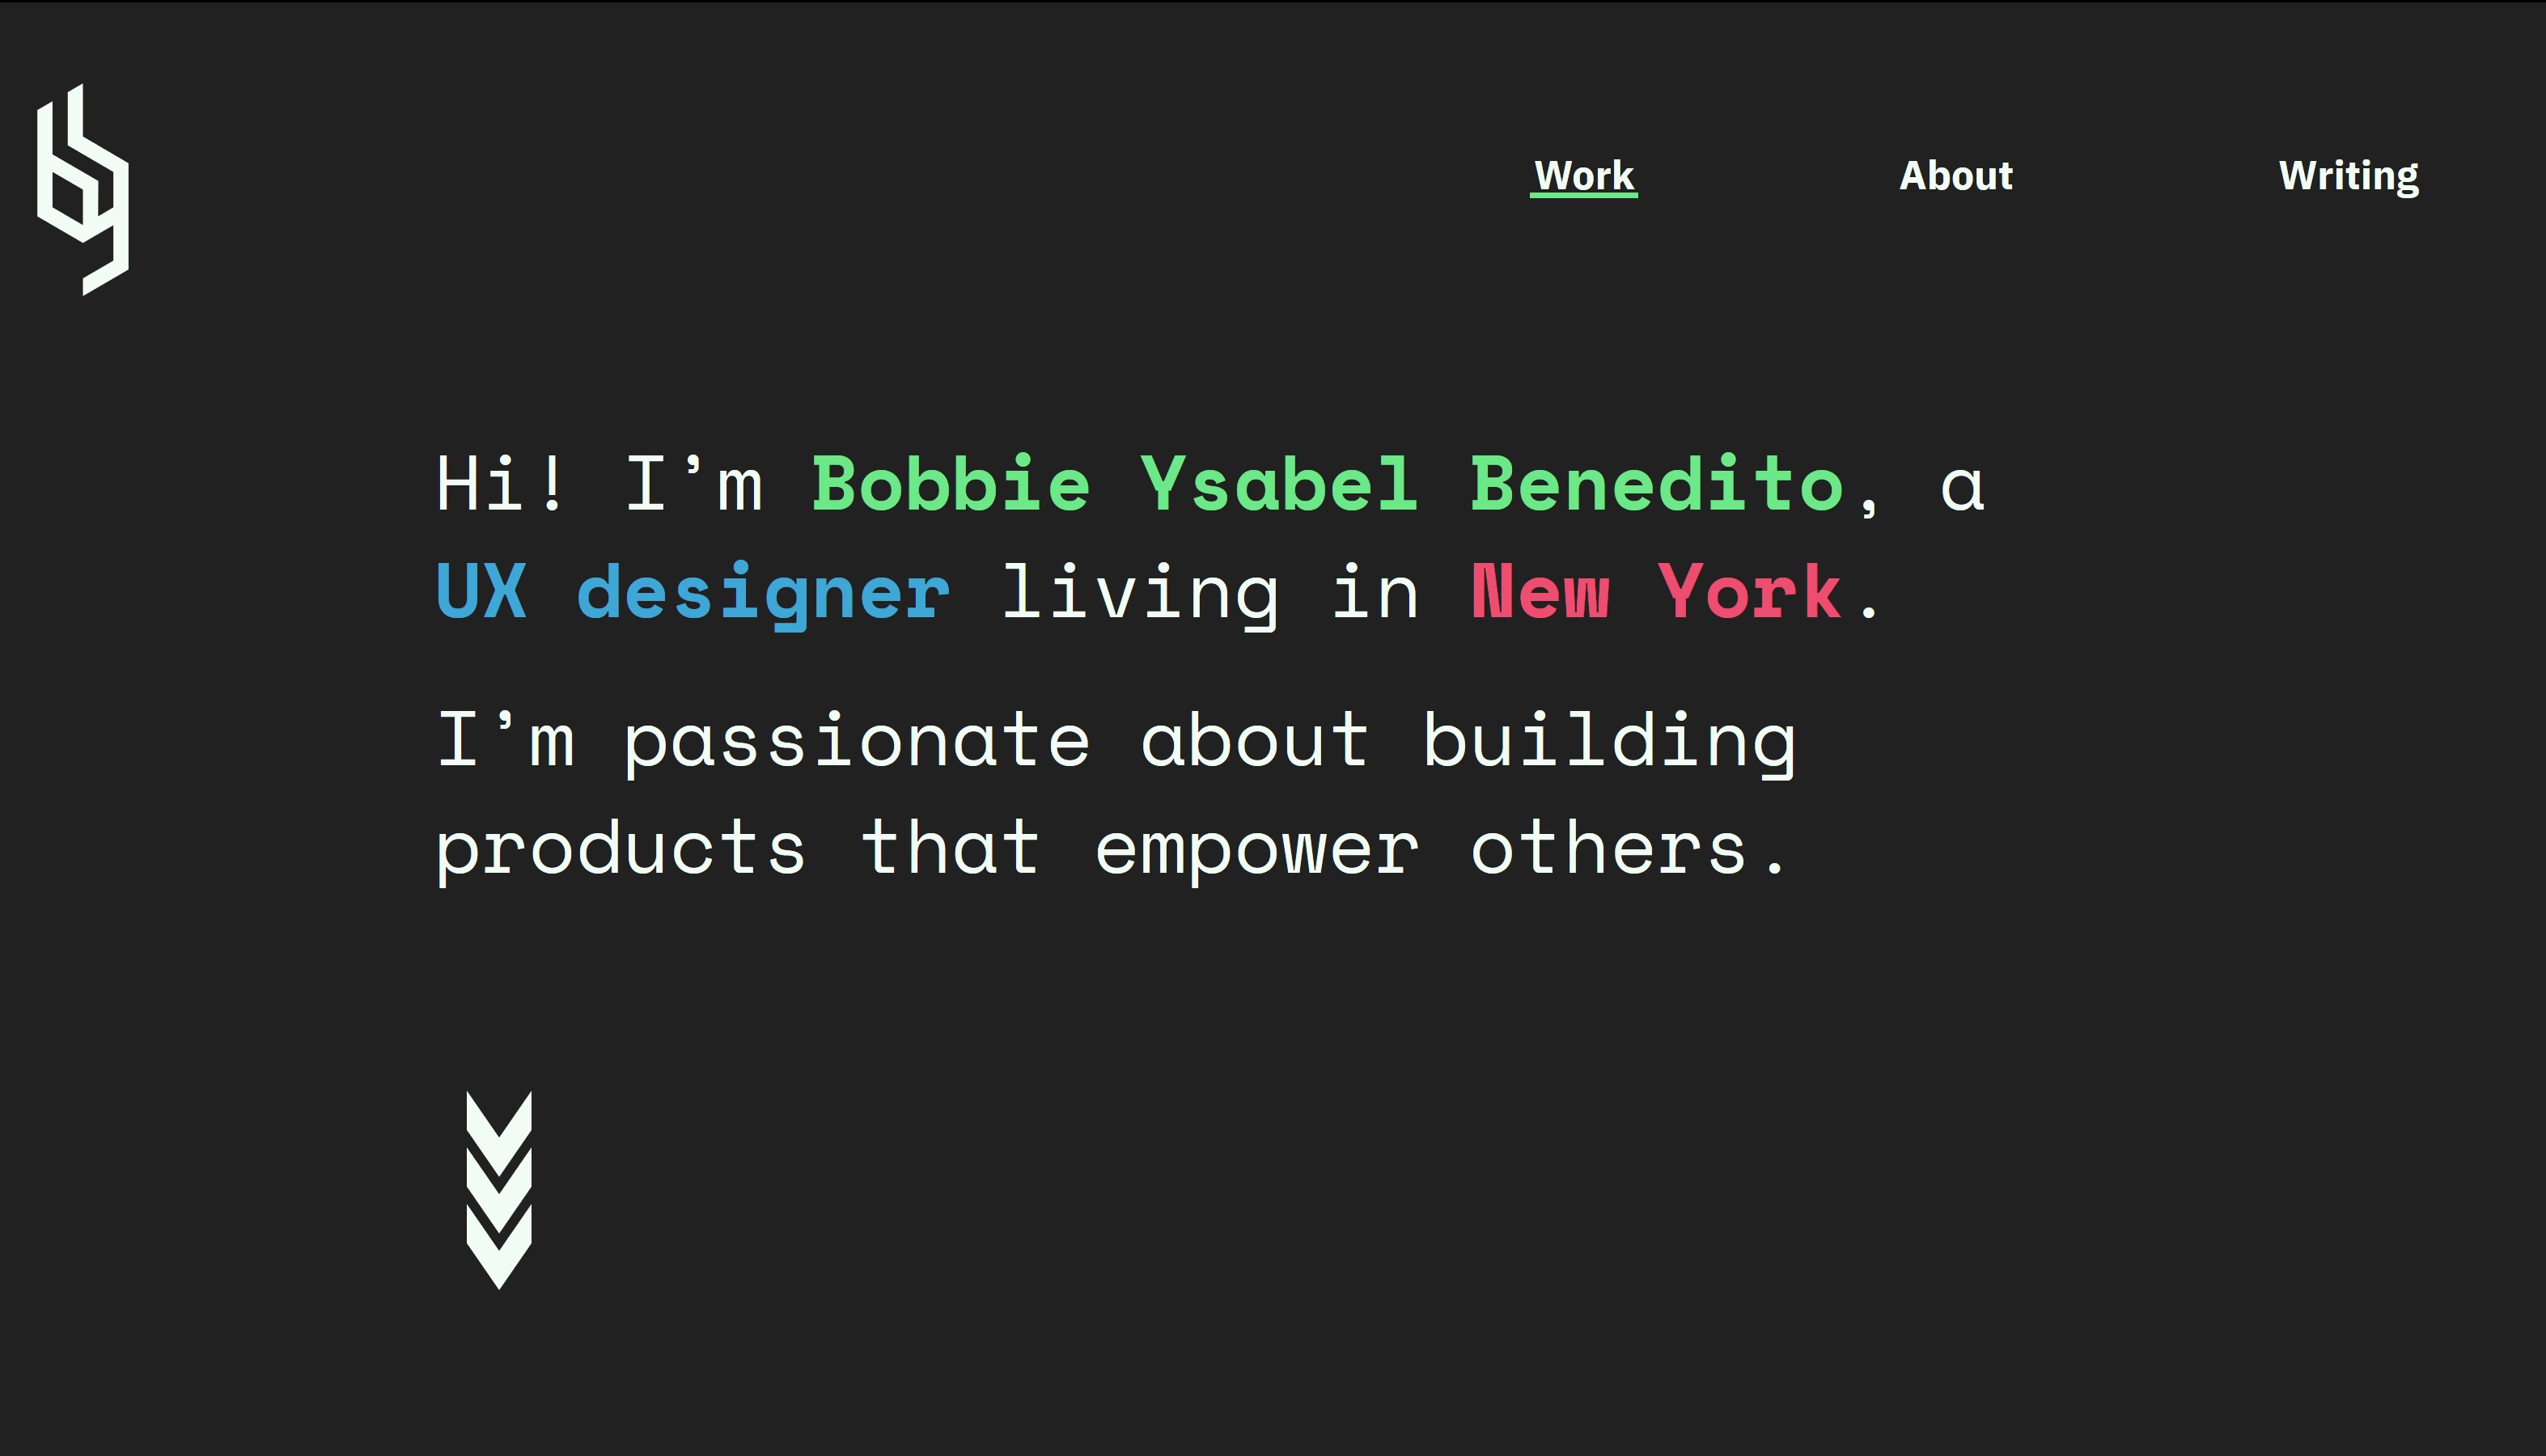 Work About Writing
Hi! I’m Bobbie Ysabel Benedito, a
UX designer living in New York.
I’m passionate about building
products that empower others.